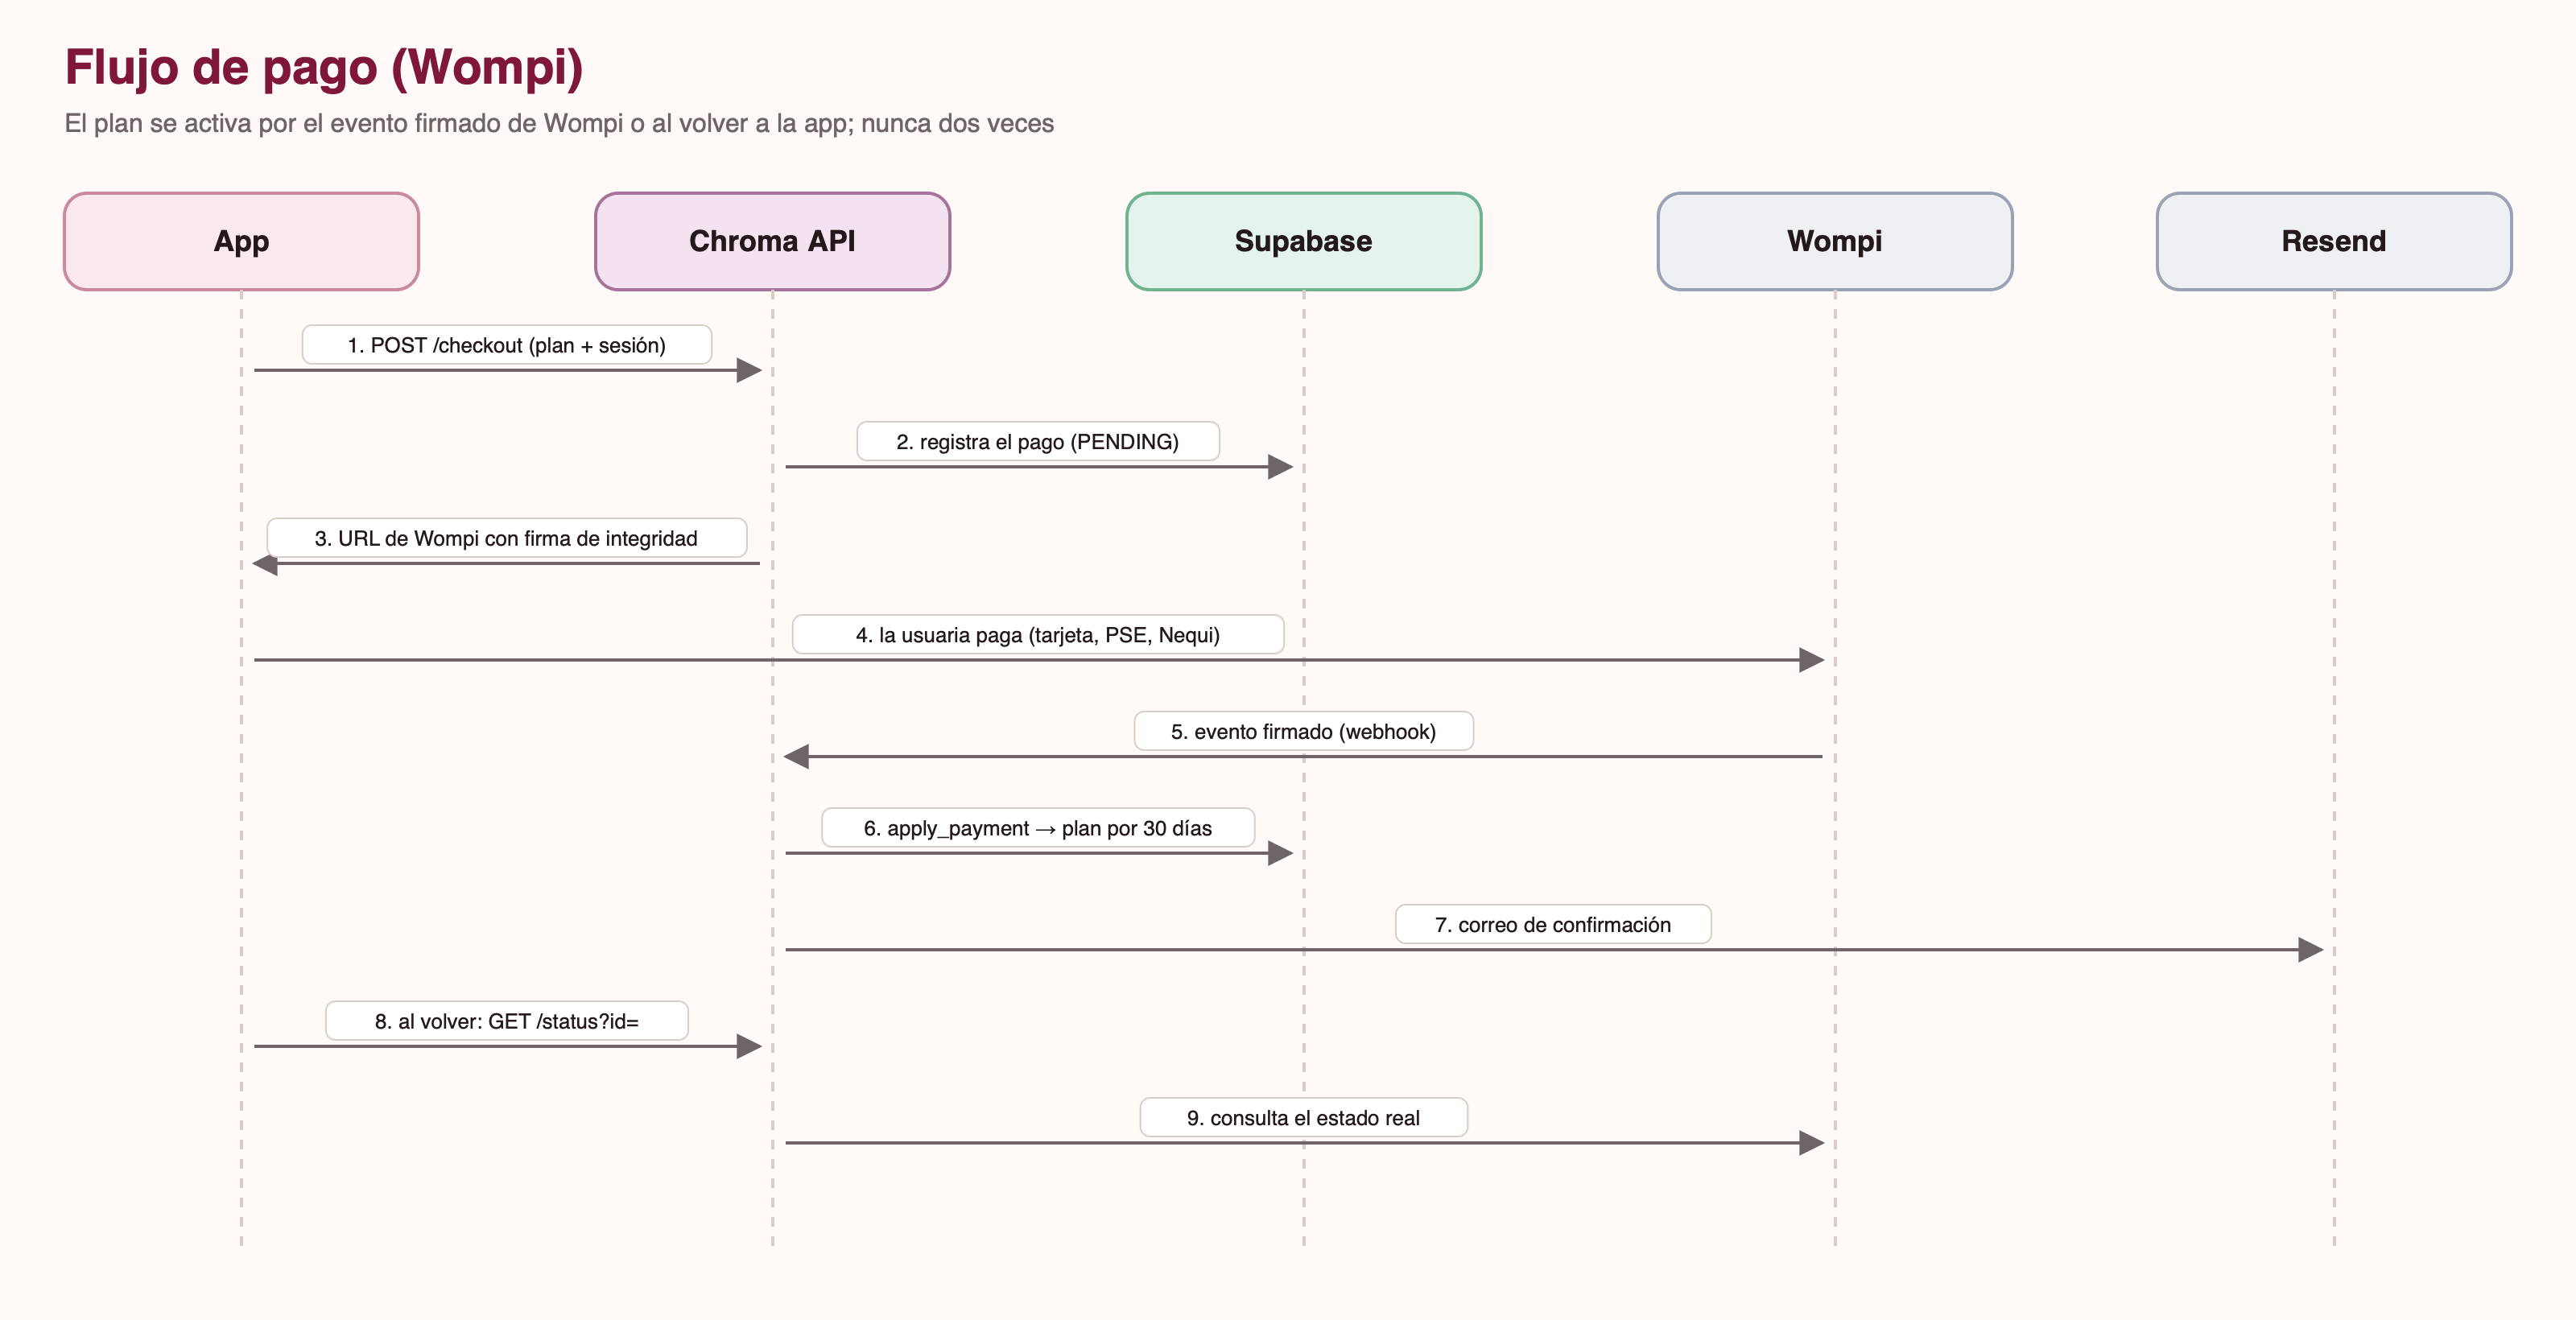 Flujo de pago (Wompi)
El plan se activa por el evento firmado de Wompi o al volver a la app; nunca dos veces
App
Chroma API
Supabase
Wompi
Resend
1. POST /checkout (plan + sesión)
2. registra el pago (PENDING)
3. URL de Wompi con firma de integridad
4. la usuaria paga (tarjeta, PSE, Nequi)
5. evento firmado (webhook)
6. apply_payment → plan por 30 días
7. correo de confirmación
8. al volver: GET /status?id=
9. consulta el estado real